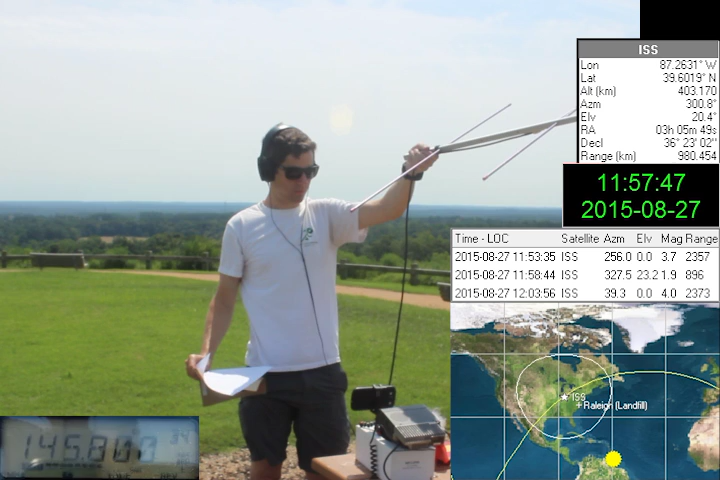 ISS
Lon 87.2631° W
Lat 39.6019° N
Alt (km) 403.170
Azm 300.8°
Elv 20.4°
RA 03h 05m 49s
Decl 36° 23' 02"
Range (km) 980.454
11:57:47
2015-08-27
Time - LOC Satellite Azm Elv Mag Range
2015-08-27 11:53:35 ISS 256.0 0.0 3.7 2357
2015-08-27 11:58:44 ISS 327.5 23.2 1.9 896
2015-08-27 12:03:56 ISS 39.3 0.0 4.0 2373
ISS
Raleigh (Landfill)
145.800